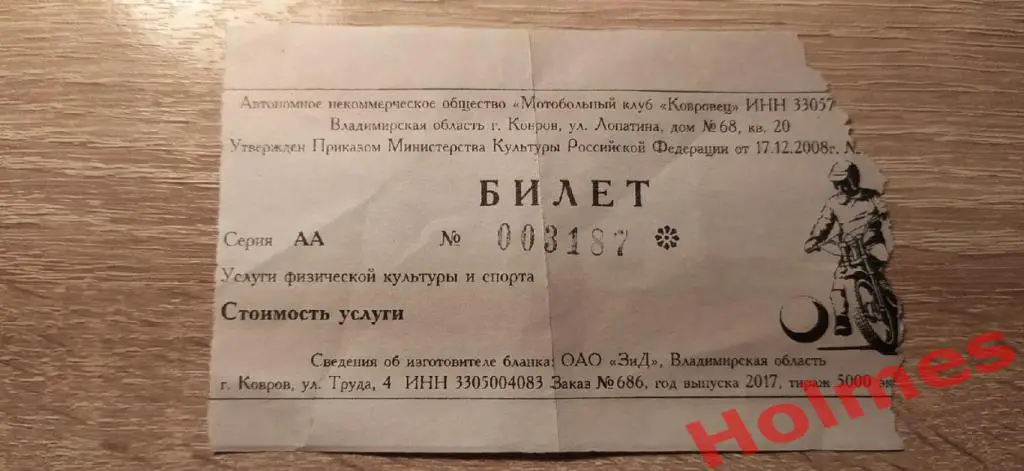 Автономное некоммерческое общество «Мотобольный клуб «Ковровец» ИНН 33057
Владимирская область г. Ковров, ул. Лопатина, дом №68, кв. 20
Утвержден Приказом Министерства Культуры Российской Федерации от 17.12.2008г. №
БИЛЕТ
Серия АА № 003187
Услуги физической культуры и спорта
Стоимость услуги
Сведения об изготовителе бланка: ОАО «ЗиД», Владимирская область
г. Ковров, ул. Труда, 4 ИНН 3305004083 Заказ №686, год выпуска 2017, тираж 5000 эк
Holmes